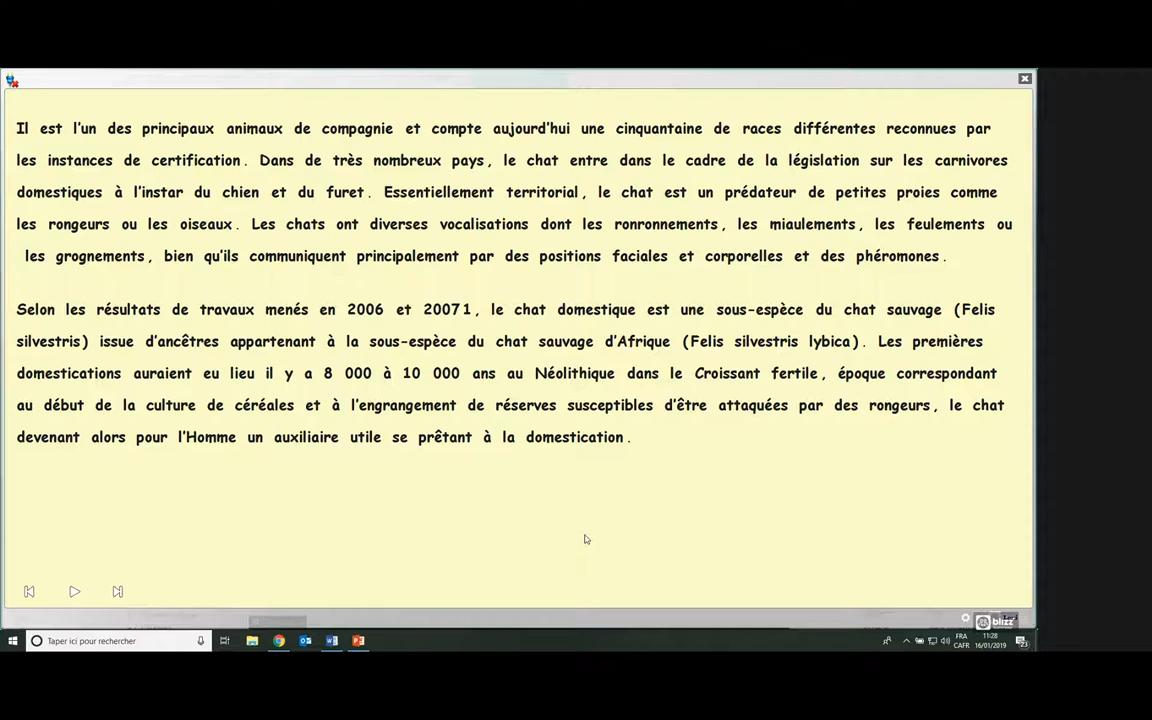 Il est l'un des principaux animaux de compagnie et compte aujourd'hui une cinquantaine de races différentes reconnues par
les instances de certification. Dans de très nombreux pays, le chat entre dans le cadre de la législation sur les carnivores
domestiques à l'instar du chien et du furet. Essentiellement territorial, le chat est un prédateur de petites proies comme
les rongeurs ou les oiseaux. Les chats ont diverses vocalisations dont les ronronnements, les miaulements, les feulements ou
les grognements, bien qu'ils communiquent principalement par des positions faciales et corporelles et des phéromones.
Selon les résultats de travaux menés en 2006 et 20071, le chat domestique est une sous-espèce du chat sauvage (Felis
silvestris) issue d'ancêtres appartenant à la sous-espèce du chat sauvage d'Afrique (Felis silvestris lybica). Les premières
domestications auraient eu lieu il y a 8 000 à 10 000 ans au Néolithique dans le Croissant fertile, époque correspondant
au début de la culture de céréales et à l'engrangement de réserves susceptibles d'être attaquées par des rongeurs, le chat
devenant alors pour l'Homme un auxiliaire utile se prêtant à la domestication.
blizz
Taper ici pour rechercher
FRA 11:28
CAFR 16/01/2019
23